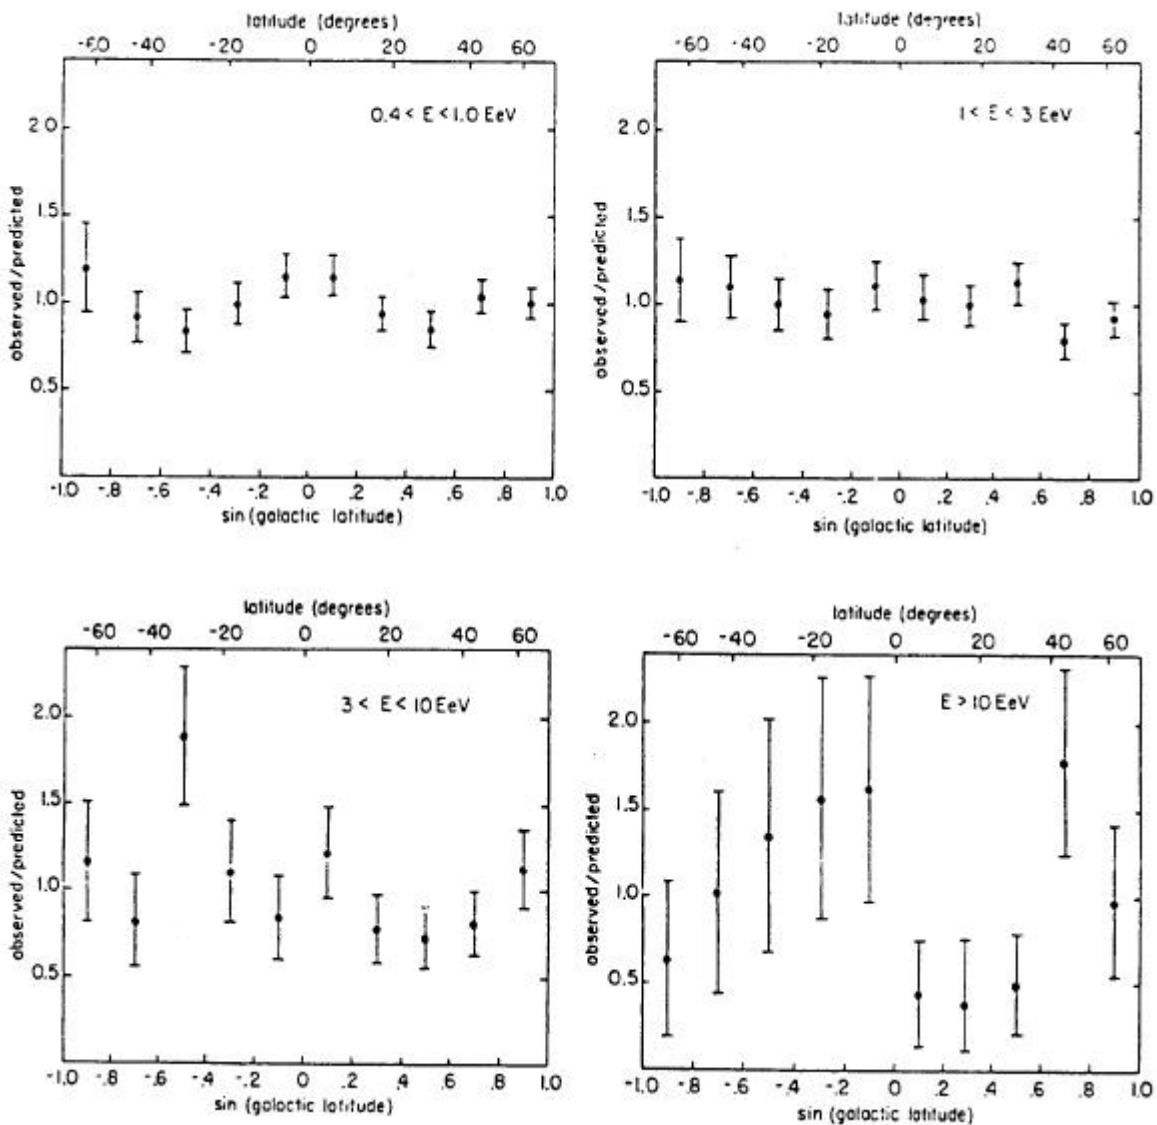 latitude (degrees)
-60 -40 -20 0 20 40 60
0.4 < E < 1.0 EeV
2.0
1.5
1.0
0.5
observed/predicted
-1.0 -.8 -.6 -.4 -.2 0 .2 .4 .6 .8 1.0
sin (galactic latitude)
latitude (degrees)
-60 -40 -20 0 20 40 60
1 < E < 3 EeV
2.0
1.5
1.0
0.5
observed/predicted
-1.0 -.8 -.6 -.4 -.2 0 .2 .4 .6 .8 1.0
sin (galactic latitude)
latitude (degrees)
-60 -40 -20 0 20 40 60
3 < E < 10 EeV
2.0
1.5
1.0
0.5
observed/predicted
-1.0 -.8 -.6 -.4 -.2 0 .2 .4 .6 .8 1.0
sin (galactic latitude)
latitude (degrees)
-60 -40 -20 0 20 40 60
E > 10 EeV
2.0
1.5
1.0
0.5
observed/predicted
-1.0 -.8 -.6 -.4 -.2 0 .2 .4 .6 .8 1.0
sin (galactic latitude)